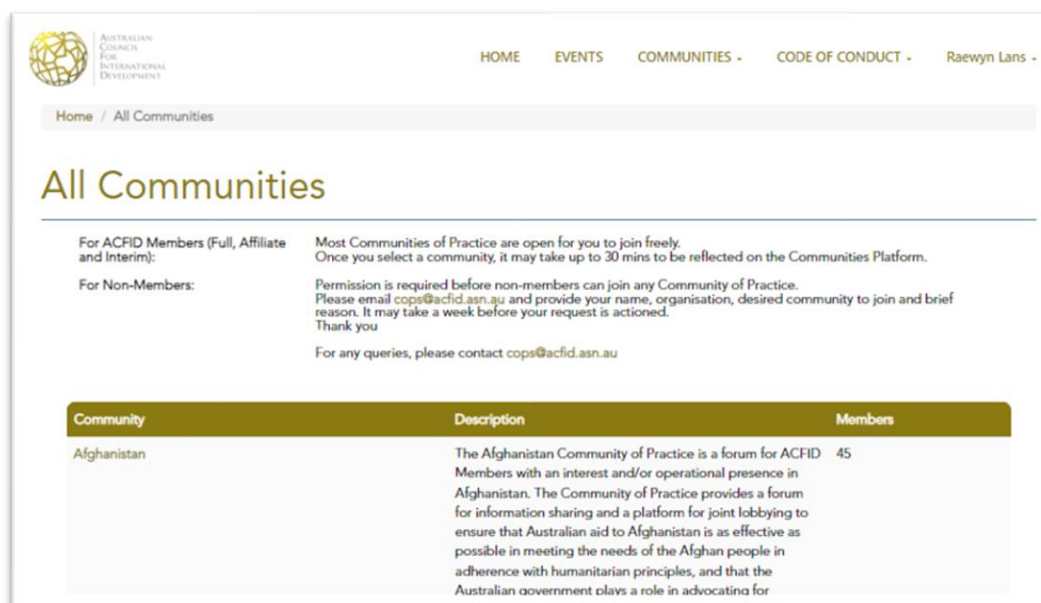 AUSTRALIAN
COUNCIL
FOR
INTERNATIONAL
DEVELOPMENT
HOME EVENTS COMMUNITIES CODE OF CONDUCT Raewyn Lans
Home / All Communities
All Communities
For ACFID Members (Full, Affiliate and Interim):
Most Communities of Practice are open for you to join freely.
Once you select a community, it may take up to 30 mins to be reflected on the Communities Platform.
For Non-Members:
Permission is required before non-members can join any Community of Practice.
Please email cops@acfid.asn.au and provide your name, organisation, desired community to join and brief
reason. It may take a week before your request is actioned.
Thank you
For any queries, please contact cops@acfid.asn.au
Community Description Members
Afghanistan
The Afghanistan Community of Practice is a forum for ACFID 45
Members with an interest and/or operational presence in
Afghanistan. The Community of Practice provides a forum
for information sharing and a platform for joint lobbying to
ensure that Australian aid to Afghanistan is as effective as
possible in meeting the needs of the Afghan people in
adherence with humanitarian principles, and that the
Australian government plays a role in advocating for